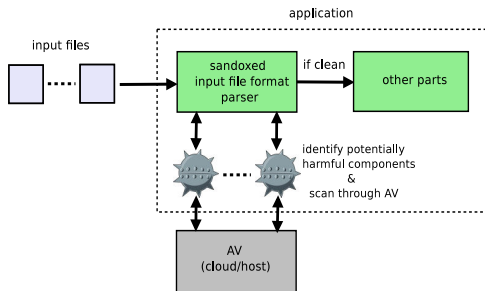 application
input files
sandoxed
input file format
parser
if clean
other parts
identify potentially
harmful components
&
scan through AV
AV
(cloud/host)